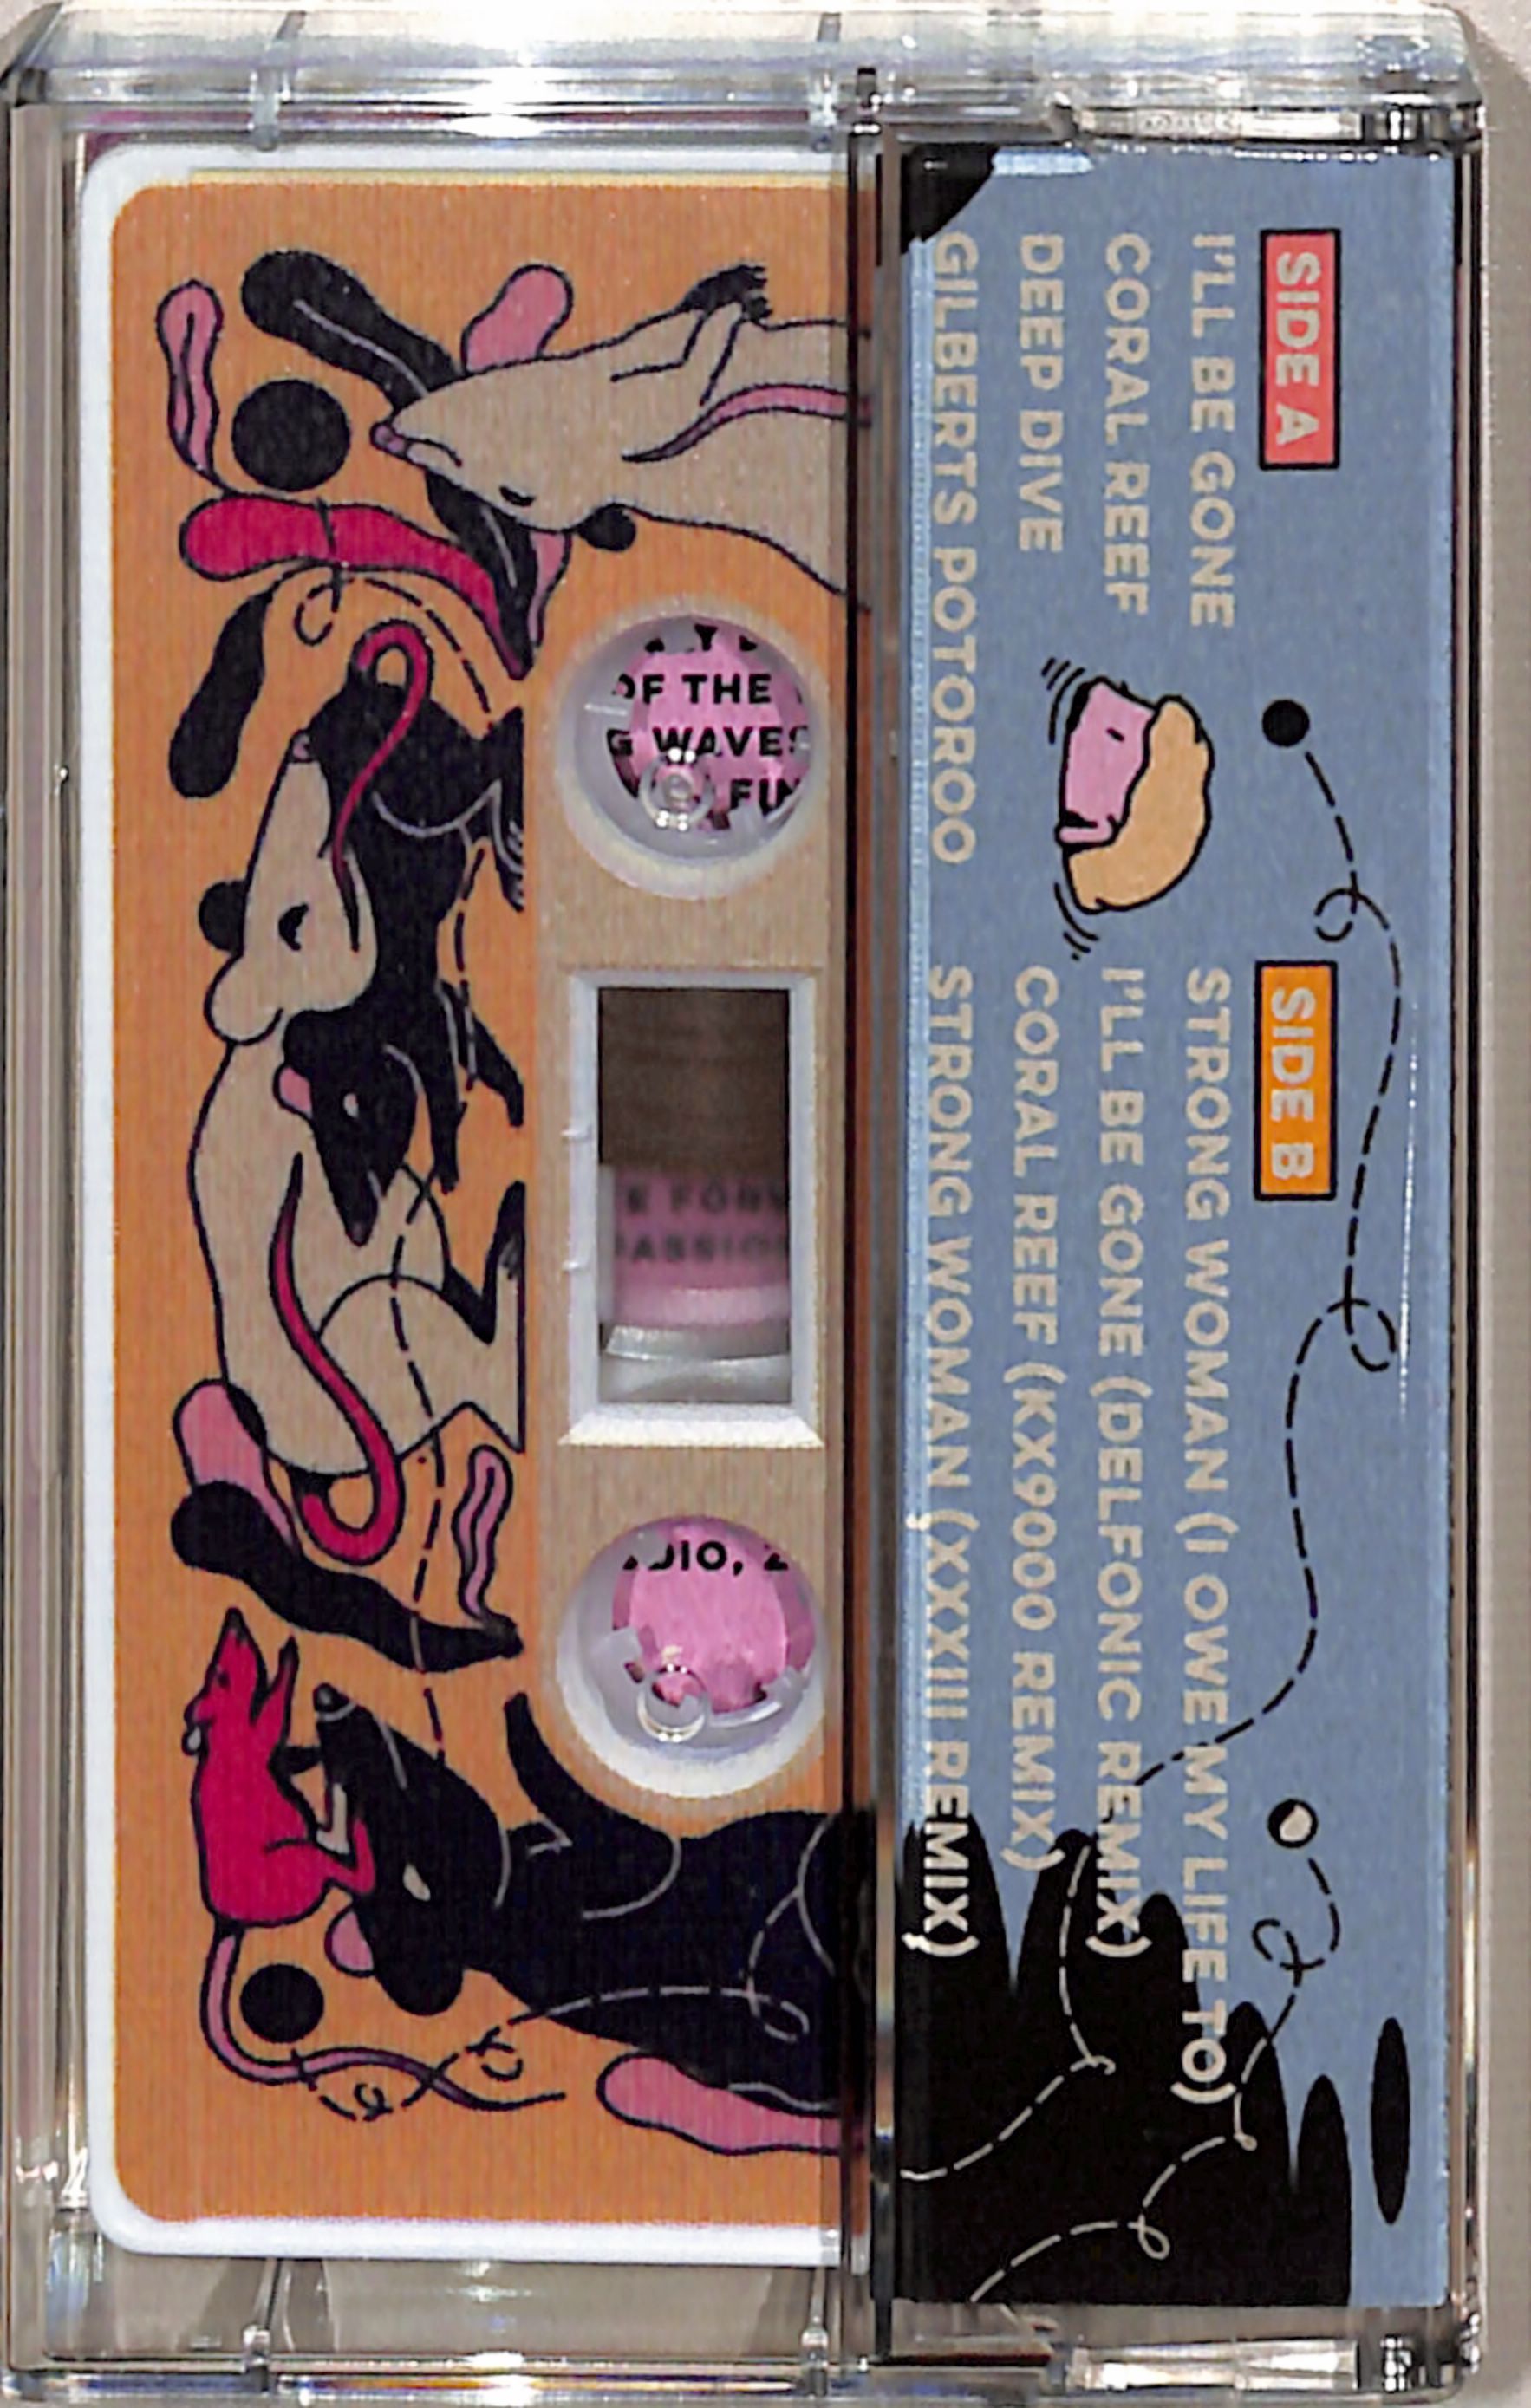 SIDE A
I'LL BE GONE
CORAL REEF
DEEP DIVE
GILBERTS POTOROO
SIDE B
STRONG WOMAN (I OWE MY LIFE TO)
I'LL BE GONE (DELFONIC REMIX)
CORAL REEF (KX9000 REMIX)
STRONG WOMAN (XXXIII REMIX)
OF THE
G WAVES
FIN